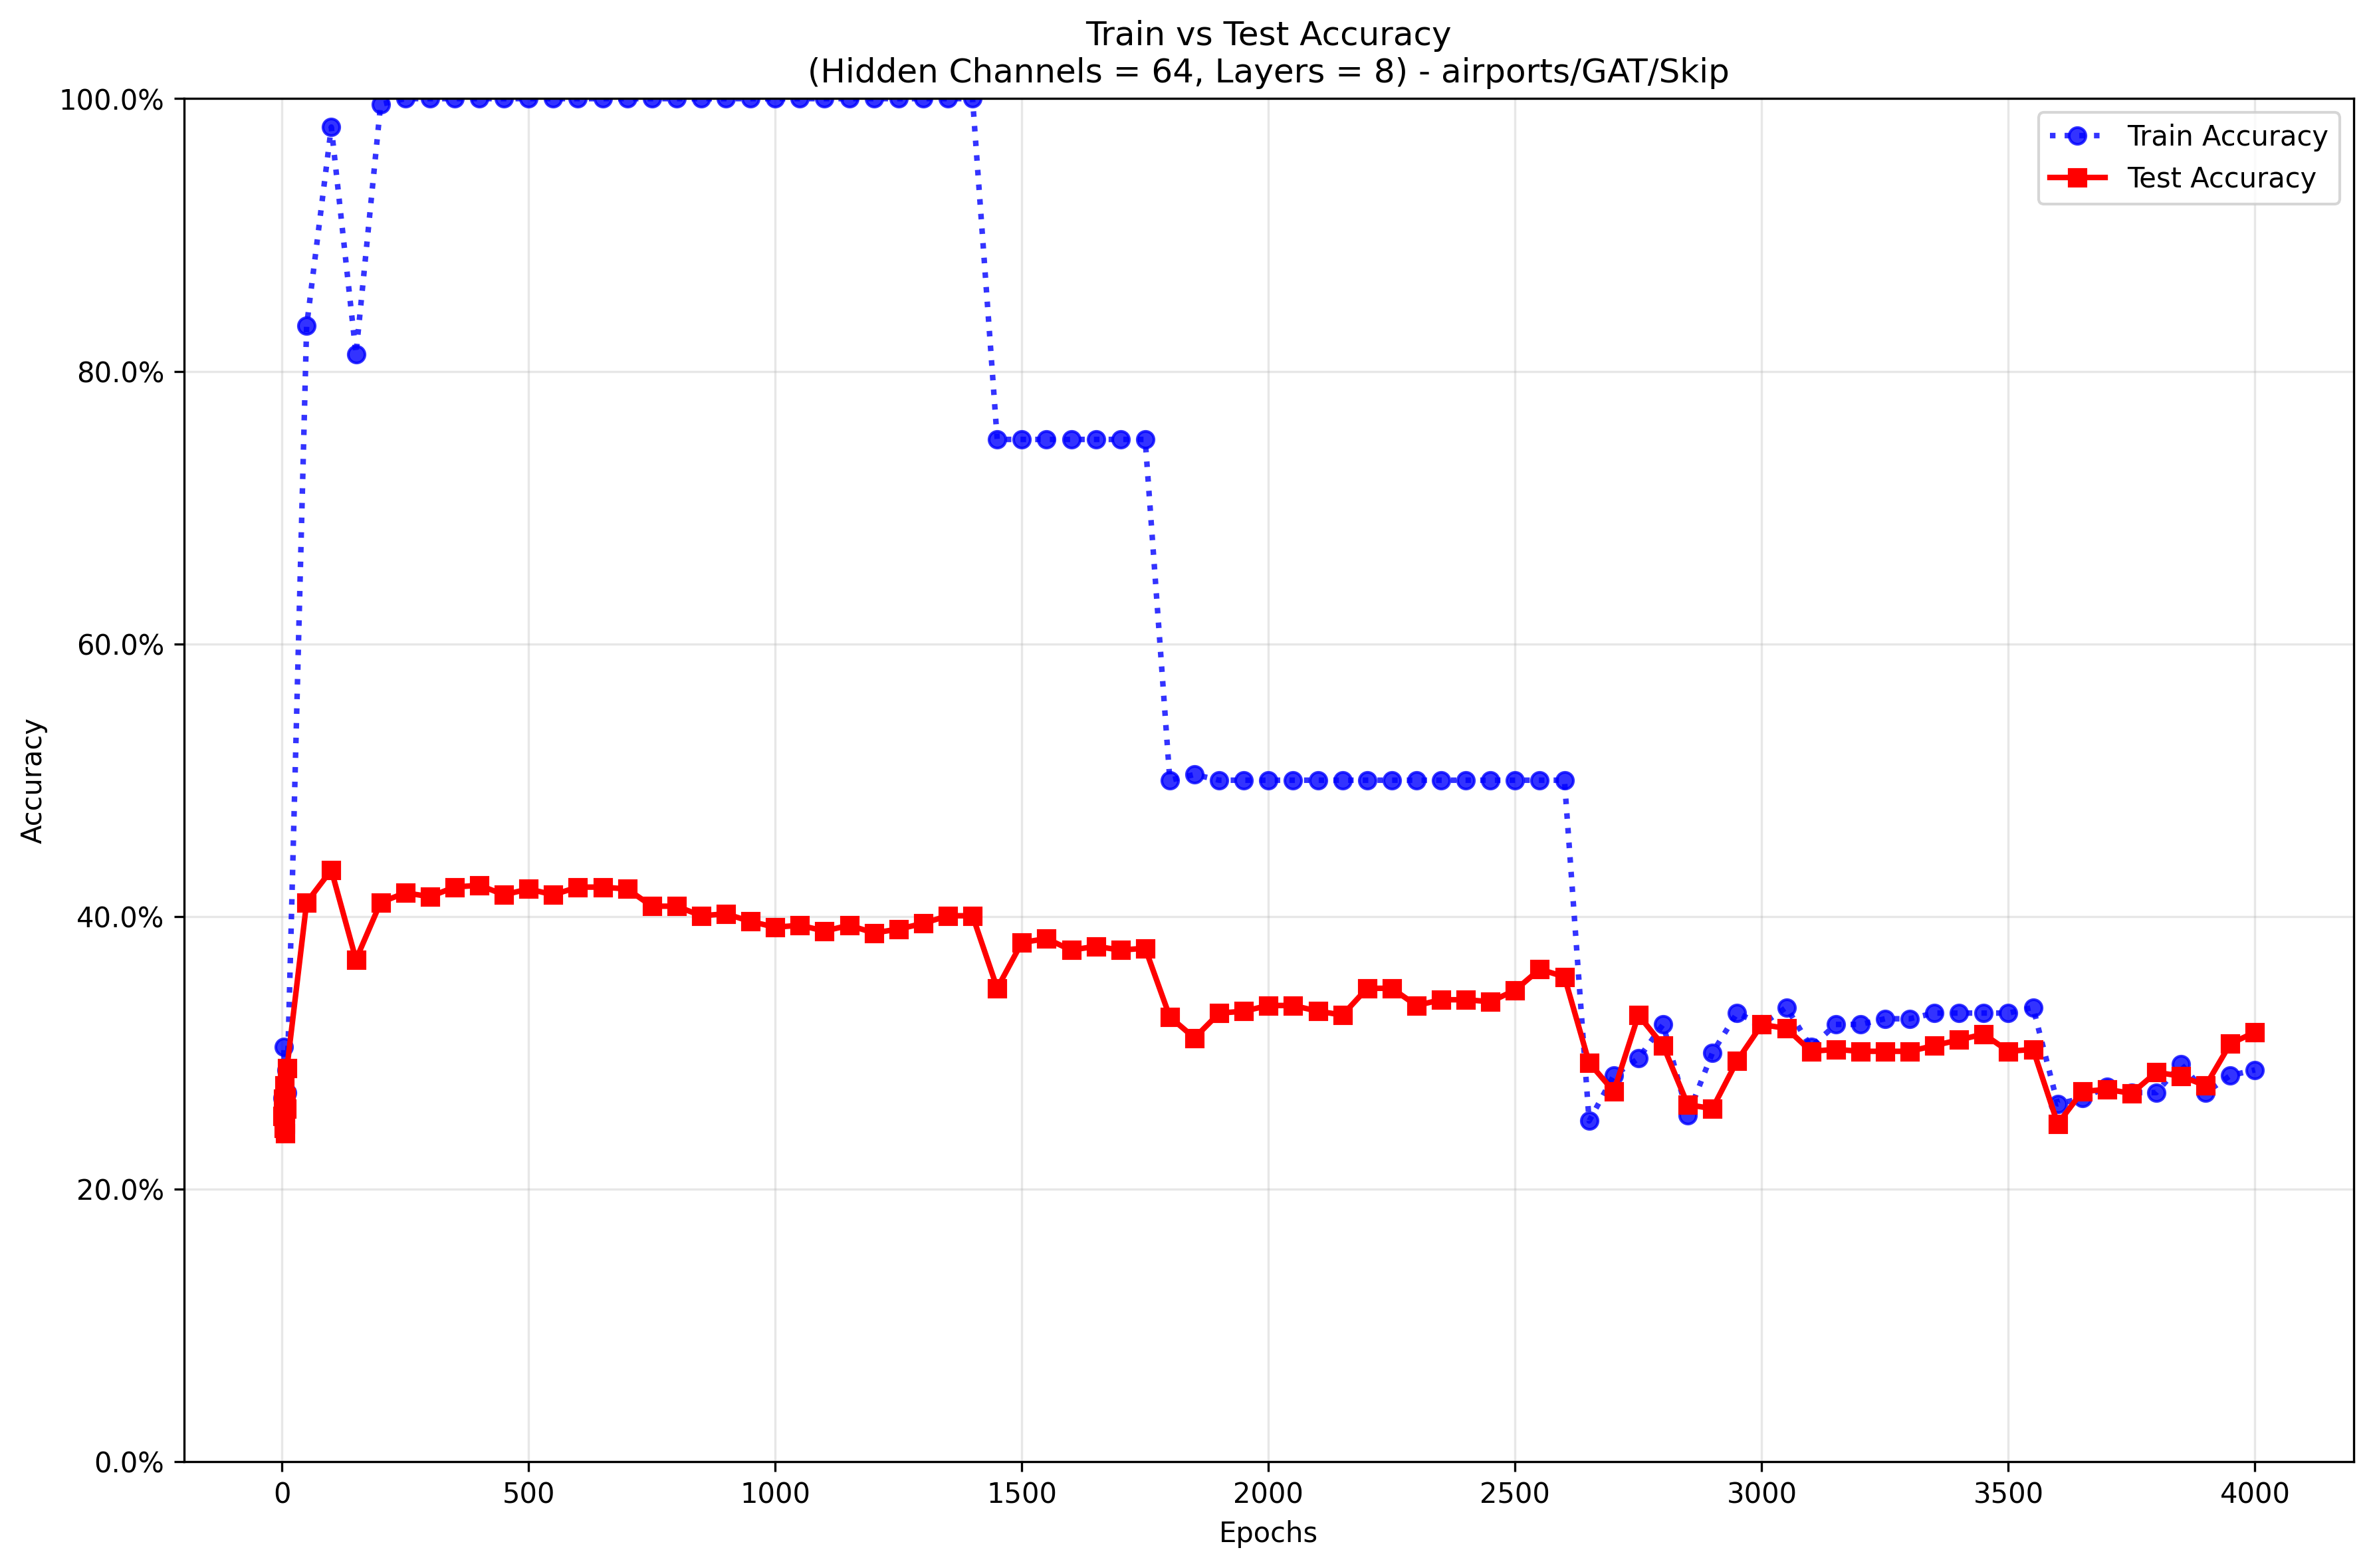 Train vs Test Accuracy
(Hidden Channels = 64, Layers = 8) - airports/GAT/Skip
100.0%
80.0%
60.0%
40.0%
20.0%
0.0%
Accuracy
Train Accuracy
Test Accuracy
0 500 1000 1500 2000 2500 3000 3500 4000
Epochs